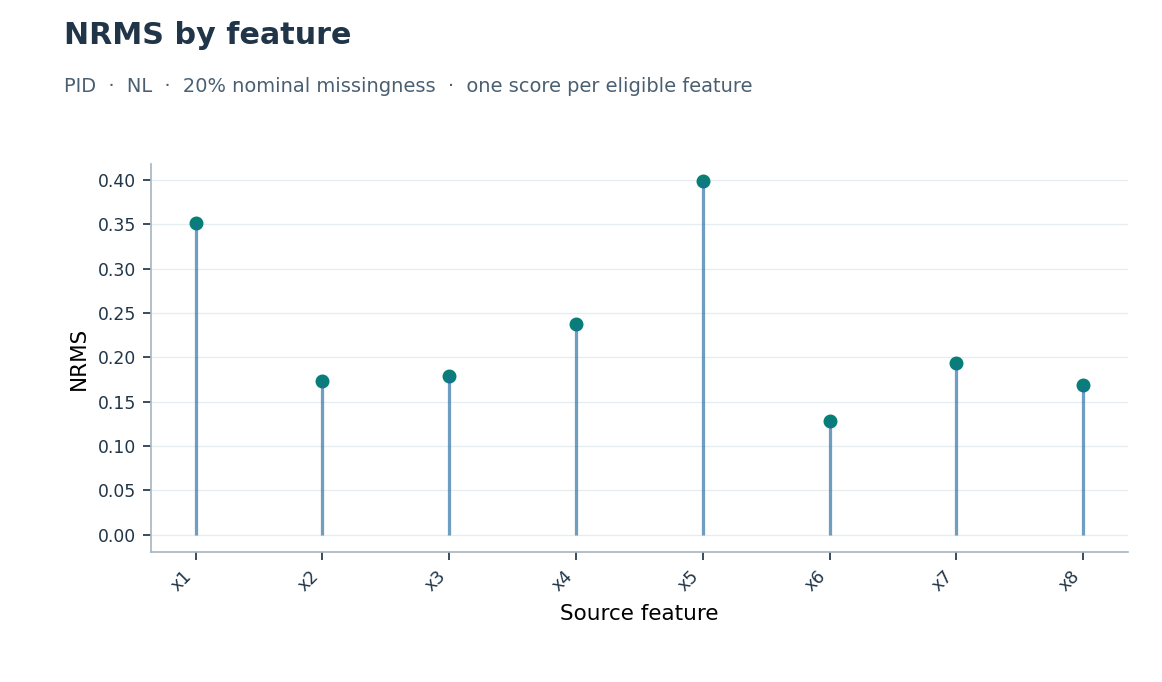 NRMS by feature
PID · NL · 20% nominal missingness · one score per eligible feature
0.40
0.35
0.30
0.25
0.20
0.15
0.10
0.05
0.00
NRMS
x1 x2 x3 x4 x5 x6 x7 x8
Source feature